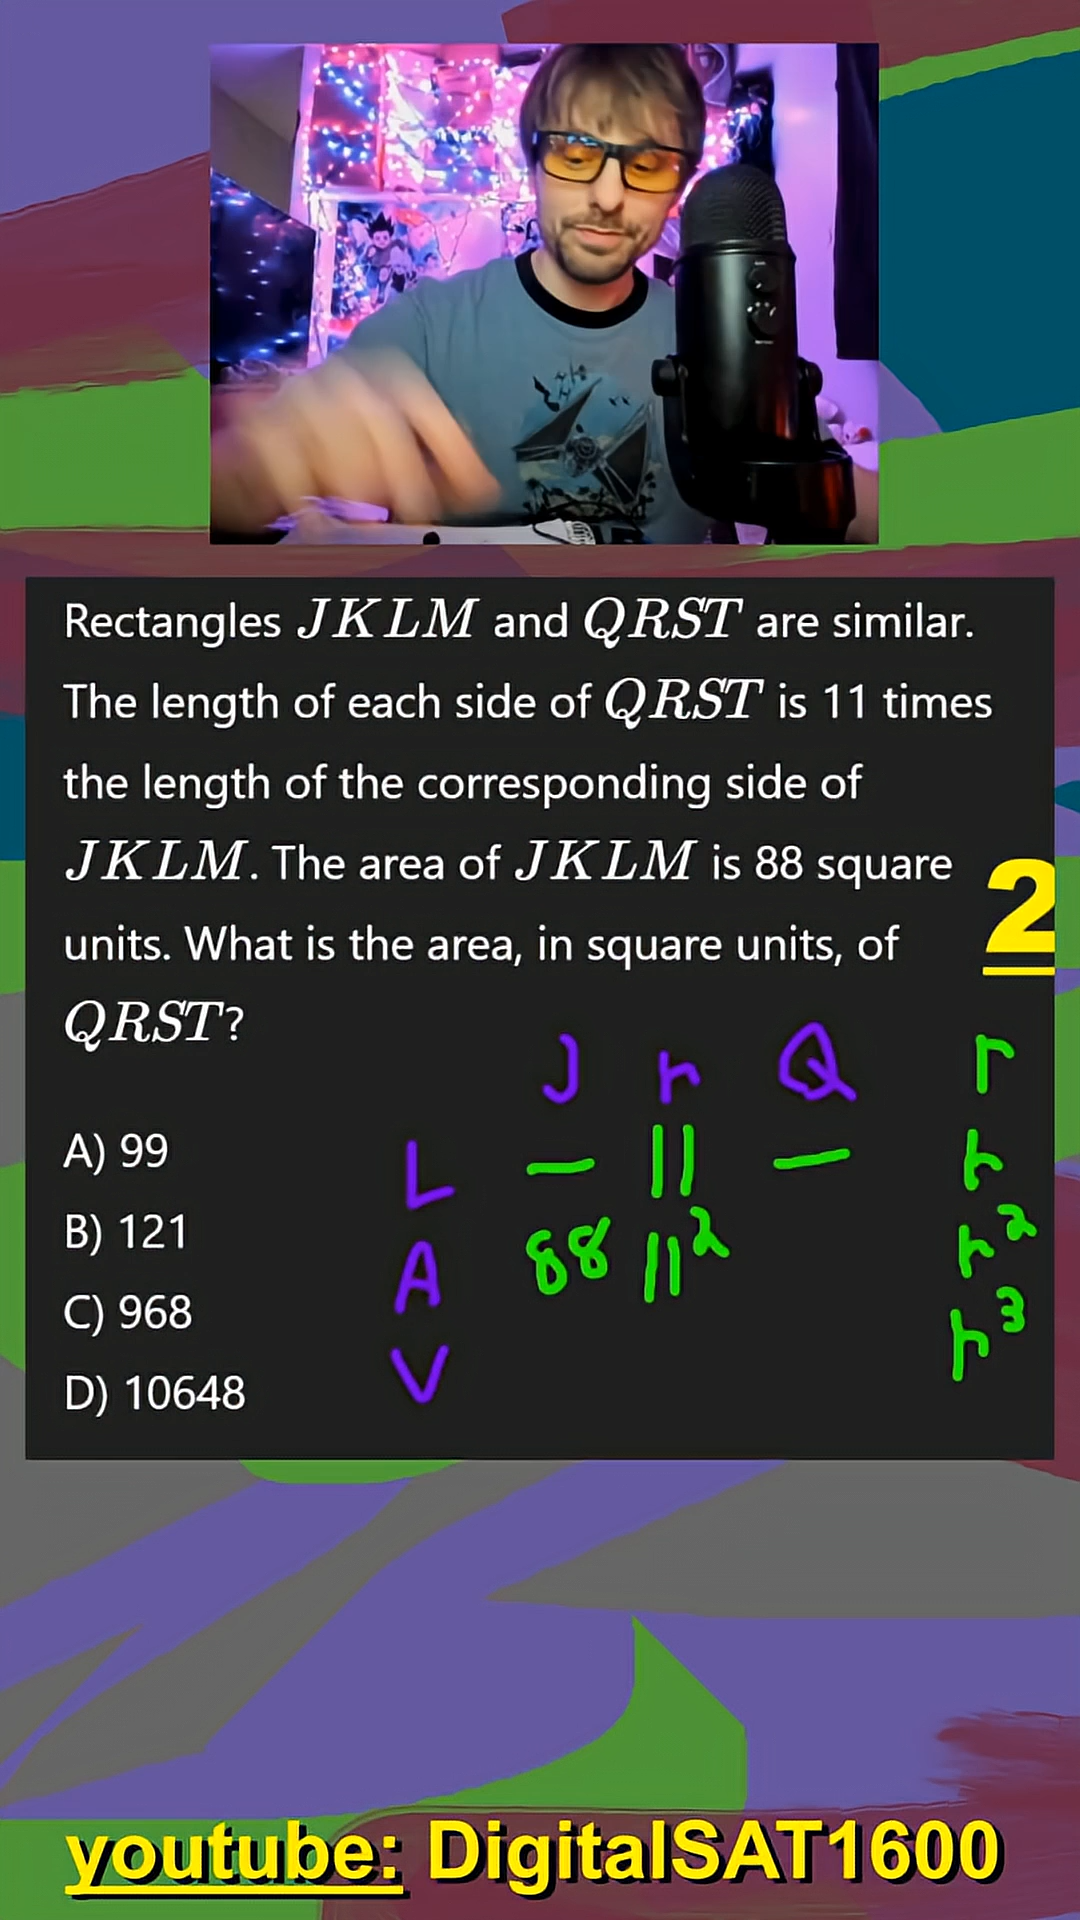 Rectangles JKLM and QRST are similar.
The length of each side of QRST is 11 times
the length of the corresponding side of
JKLM. The area of JKLM is 88 square
units. What is the area, in square units, of
QRST?
2
A) 99
B) 121
C) 968
D) 10648
J r Q r
L — 11 — r
A 88 11² r²
V r³
youtube: DigitalSAT1600